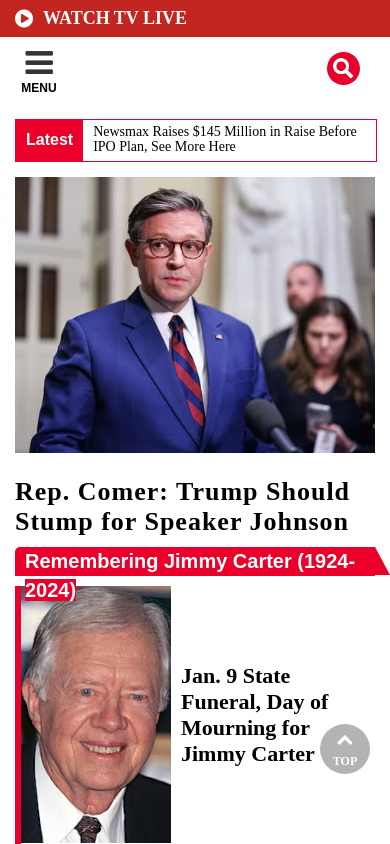 WATCH TV LIVE
MENU
Latest
Newsmax Raises $145 Million in Raise Before
IPO Plan, See More Here
Rep. Comer: Trump Should
Stump for Speaker Johnson
Remembering Jimmy Carter (1924-
2024)
Jan. 9 State
Funeral, Day of
Mourning for
Jimmy Carter
TOP